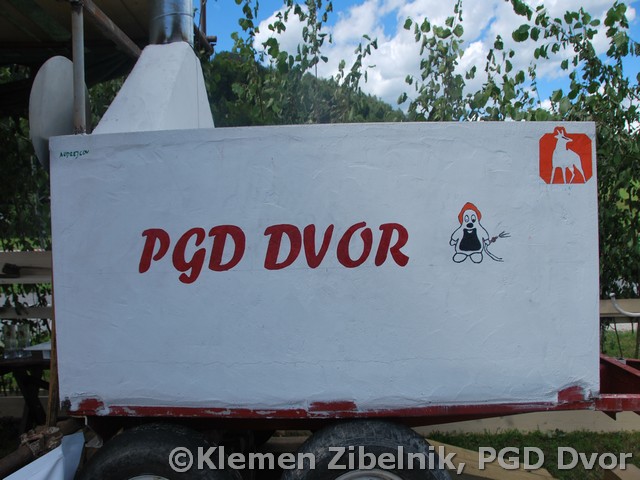 PGD DVOR
©Klemen Zibelnik, PGD Dvor